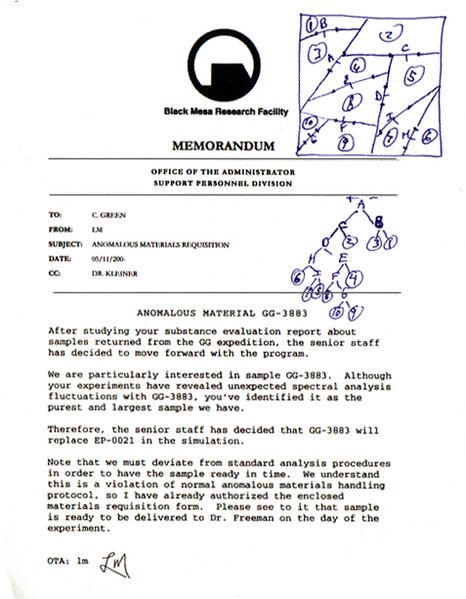 ① B
②
③
A
C
④
⑤
E
⑧
D
⑩
F
I
G
⑨
⑦
H
⑥
Black Mesa Research Facility
MEMORANDUM
OFFICE OF THE ADMINISTRATOR
SUPPORT PERSONNEL DIVISION
TO: C. GREEN
FROM: LM
SUBJECT: ANOMALOUS MATERIALS REQUISITION
DATE: 05/11/200-
CC: DR. KLEINER
A
C B
D ② ③ ①
H E
⑥ I F ④
⑦ ⑤ ⑧ G
⑩ ⑨
ANOMALOUS MATERIAL GG-3883
After studying your substance evaluation report about
samples returned from the GG expedition, the senior staff
has decided to move forward with the program.
We are particularly interested in sample GG-3883. Although
your experiments have revealed unexpected spectral analysis
fluctuations with GG-3883, you've identified it as the
purest and largest sample we have.
Therefore, the senior staff has decided that GG-3883 will
replace EP-0021 in the simulation.
Note that we must deviate from standard analysis procedures
in order to have the sample ready in time. We understand
this is a violation of normal anomalous materials handling
protocol, so I have already authorized the enclosed
materials requisition form. Please see to it that sample
is ready to be delivered to Dr. Freeman on the day of the
experiment.
OTA: lm LM